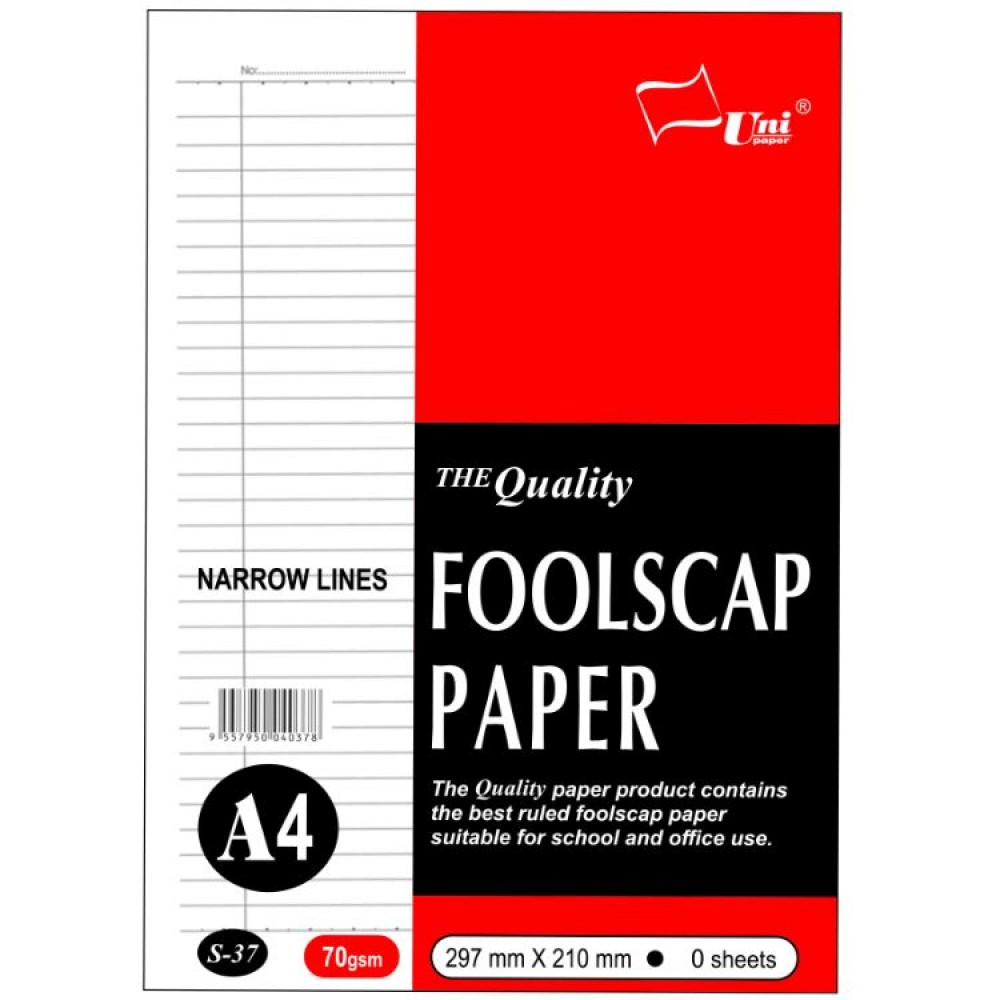 No:
Uni®
paper
THE Quality
FOOLSCAP
PAPER
NARROW LINES
9 557950 040378
The Quality paper product contains
the best ruled foolscap paper
suitable for school and office use.
A4
S-37
70gsm
297 mm X 210 mm ● 0 sheets